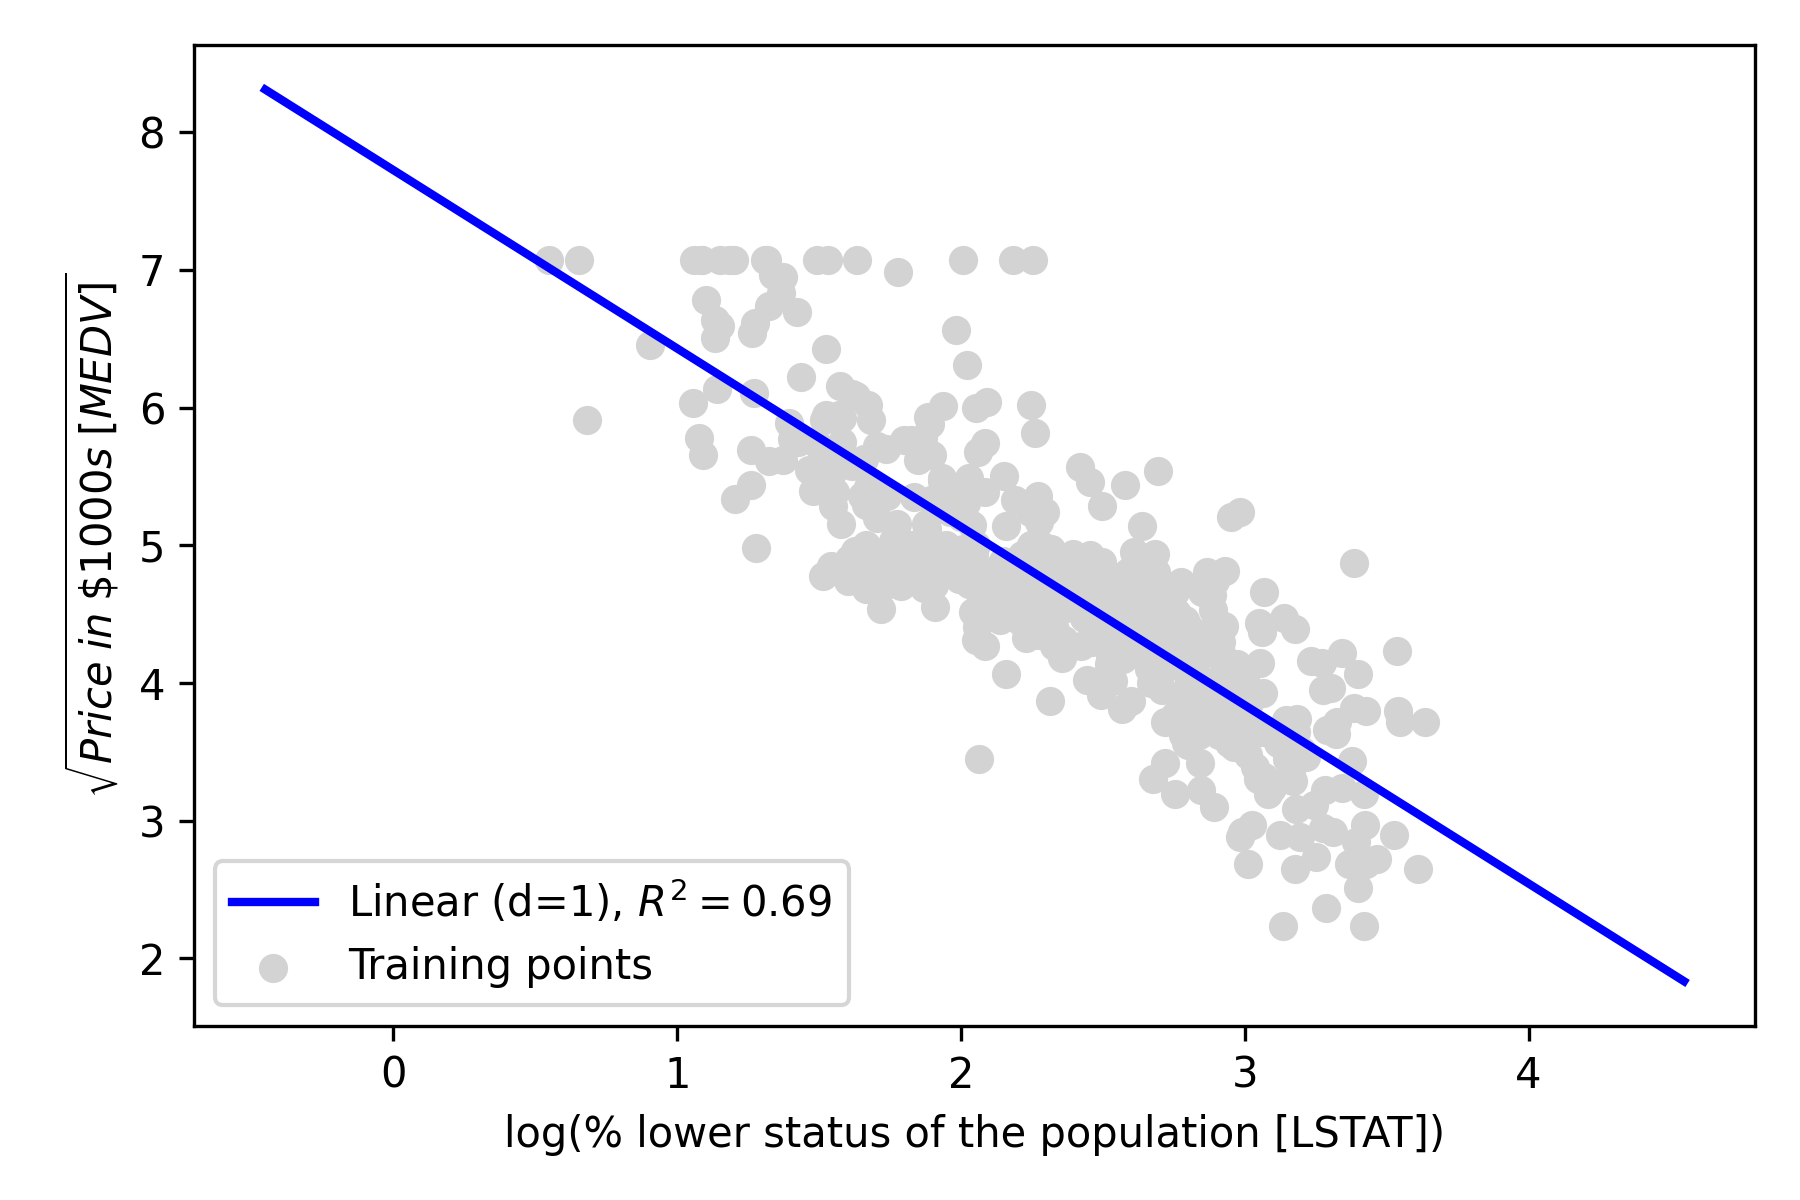 8
7
6
5
4
3
2
√Price in $1000s [MEDV]
Linear (d=1), R² = 0.69
Training points
0 1 2 3 4
log(% lower status of the population [LSTAT])